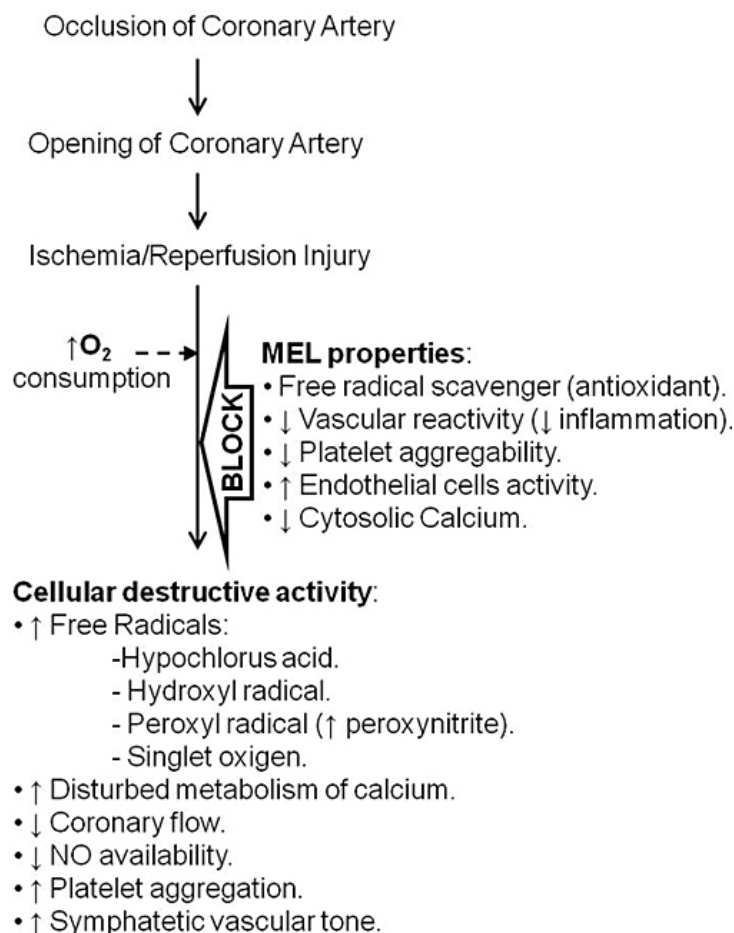 Occlusion of Coronary Artery
Opening of Coronary Artery
Ischemia/Reperfusion Injury
↑O₂
consumption
BLOCK
MEL properties:
• Free radical scavenger (antioxidant).
• ↓ Vascular reactivity (↓ inflammation).
• ↓ Platelet aggregability.
• ↑ Endothelial cells activity.
• ↓ Cytosolic Calcium.
Cellular destructive activity:
• ↑ Free Radicals:
-Hypochlorus acid.
- Hydroxyl radical.
- Peroxyl radical (↑ peroxynitrite).
- Singlet oxigen.
• ↑ Disturbed metabolism of calcium.
• ↓ Coronary flow.
• ↓ NO availability.
• ↑ Platelet aggregation.
• ↑ Symphatetic vascular tone.